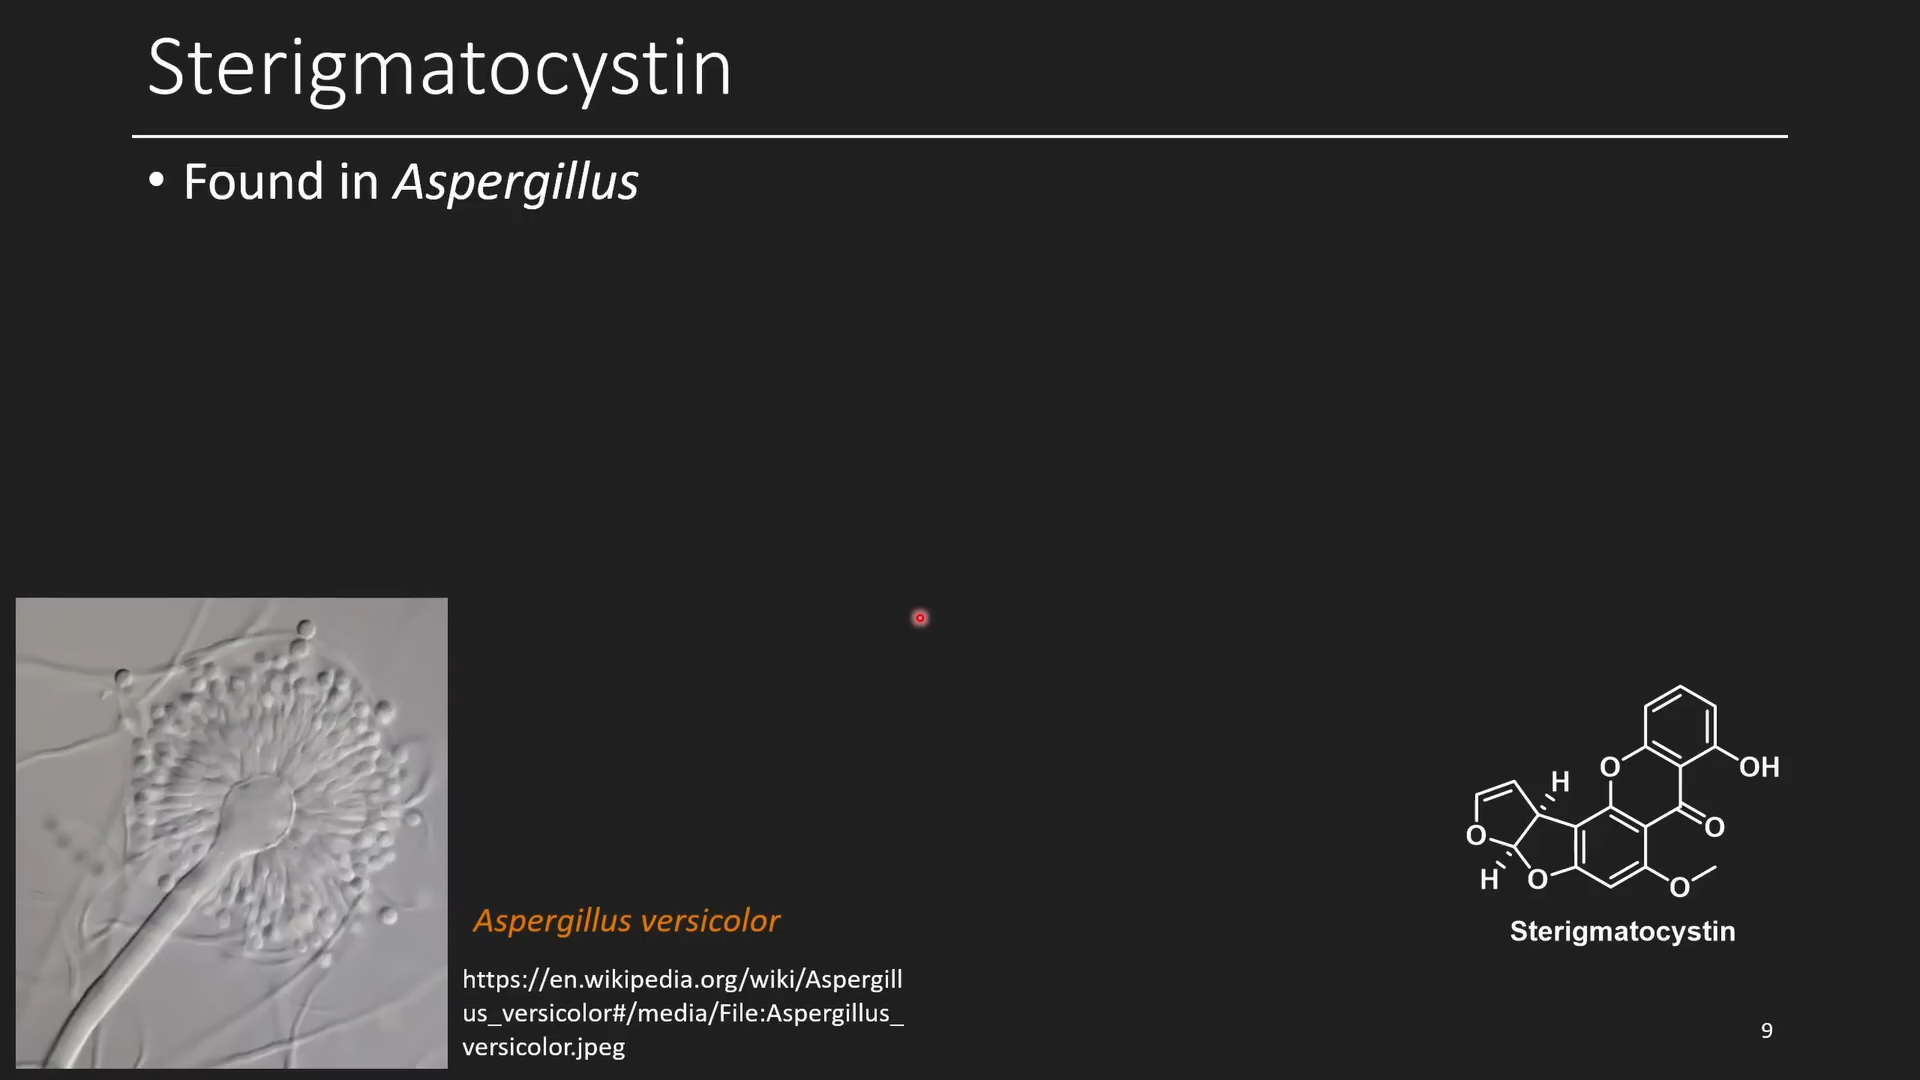 Sterigmatocystin
• Found in Aspergillus
Aspergillus versicolor
https://en.wikipedia.org/wiki/Aspergill
us_versicolor#/media/File:Aspergillus_
versicolor.jpeg
H
O
OH
O
O
H
O
O
Sterigmatocystin
9